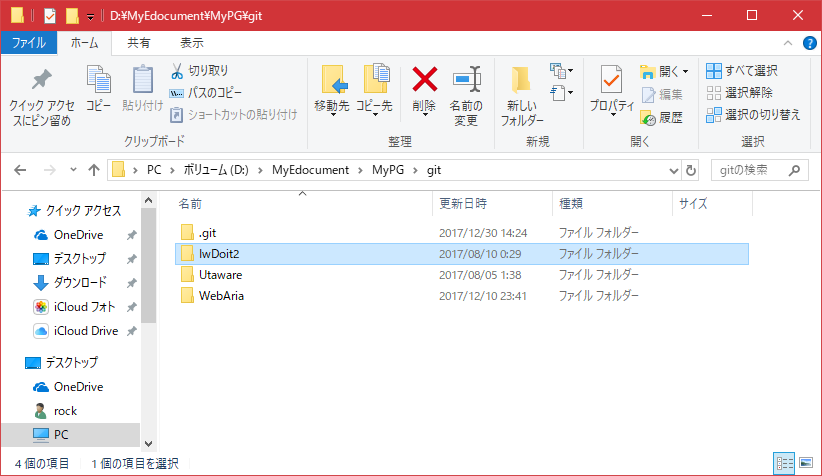 D:¥MyEdocument¥MyPG¥git
ファイル ホーム 共有 表示
クイック アクセスにピン留め
コピー
貼り付け
切り取り
パスのコピー
ショートカットの貼り付け
クリップボード
移動先
コピー先
削除
名前の変更
整理
新しいフォルダー
新規
プロパティ
開く
編集
履歴
開く
すべて選択
選択解除
選択の切り替え
選択
PC ボリューム (D:) MyEdocument MyPG git
gitの検索
クイック アクセス
OneDrive
デスクトップ
ダウンロード
iCloud フォト
iCloud Drive
デスクトップ
OneDrive
rock
PC
名前 更新日時 種類 サイズ
.git 2017/12/30 14:24 ファイル フォルダー
IwDoit2 2017/08/10 0:29 ファイル フォルダー
Utaware 2017/08/05 1:38 ファイル フォルダー
WebAria 2017/12/10 23:41 ファイル フォルダー
4 個の項目 1 個の項目を選択